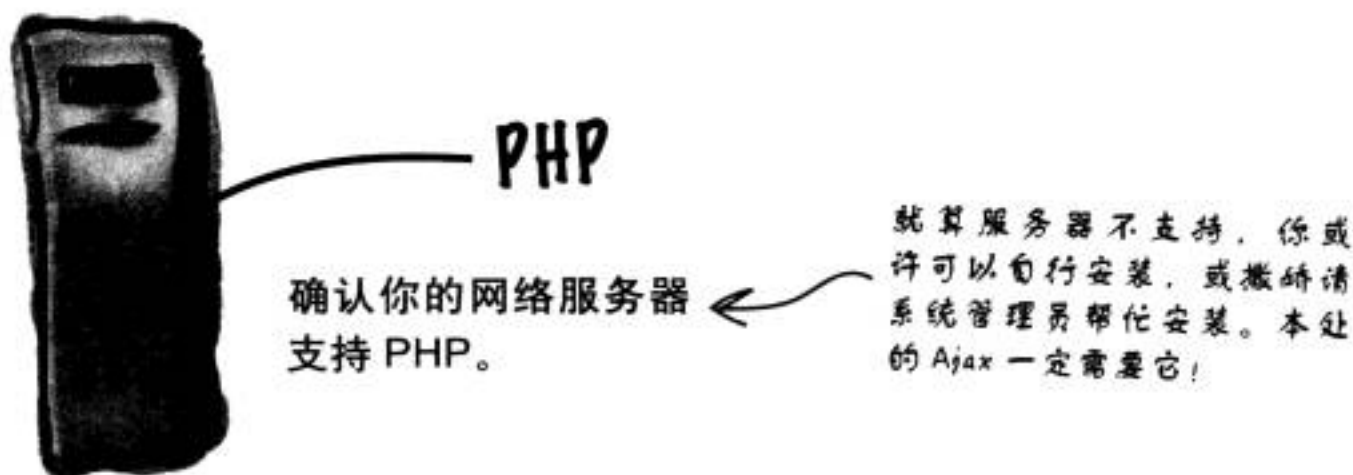 PHP
确认你的网络服务器
支持 PHP。
就算服务器不支持，你或
许可以自行安装，或撒娇请
系统管理员帮忙安装。本处
的 Ajax 一定需要它！